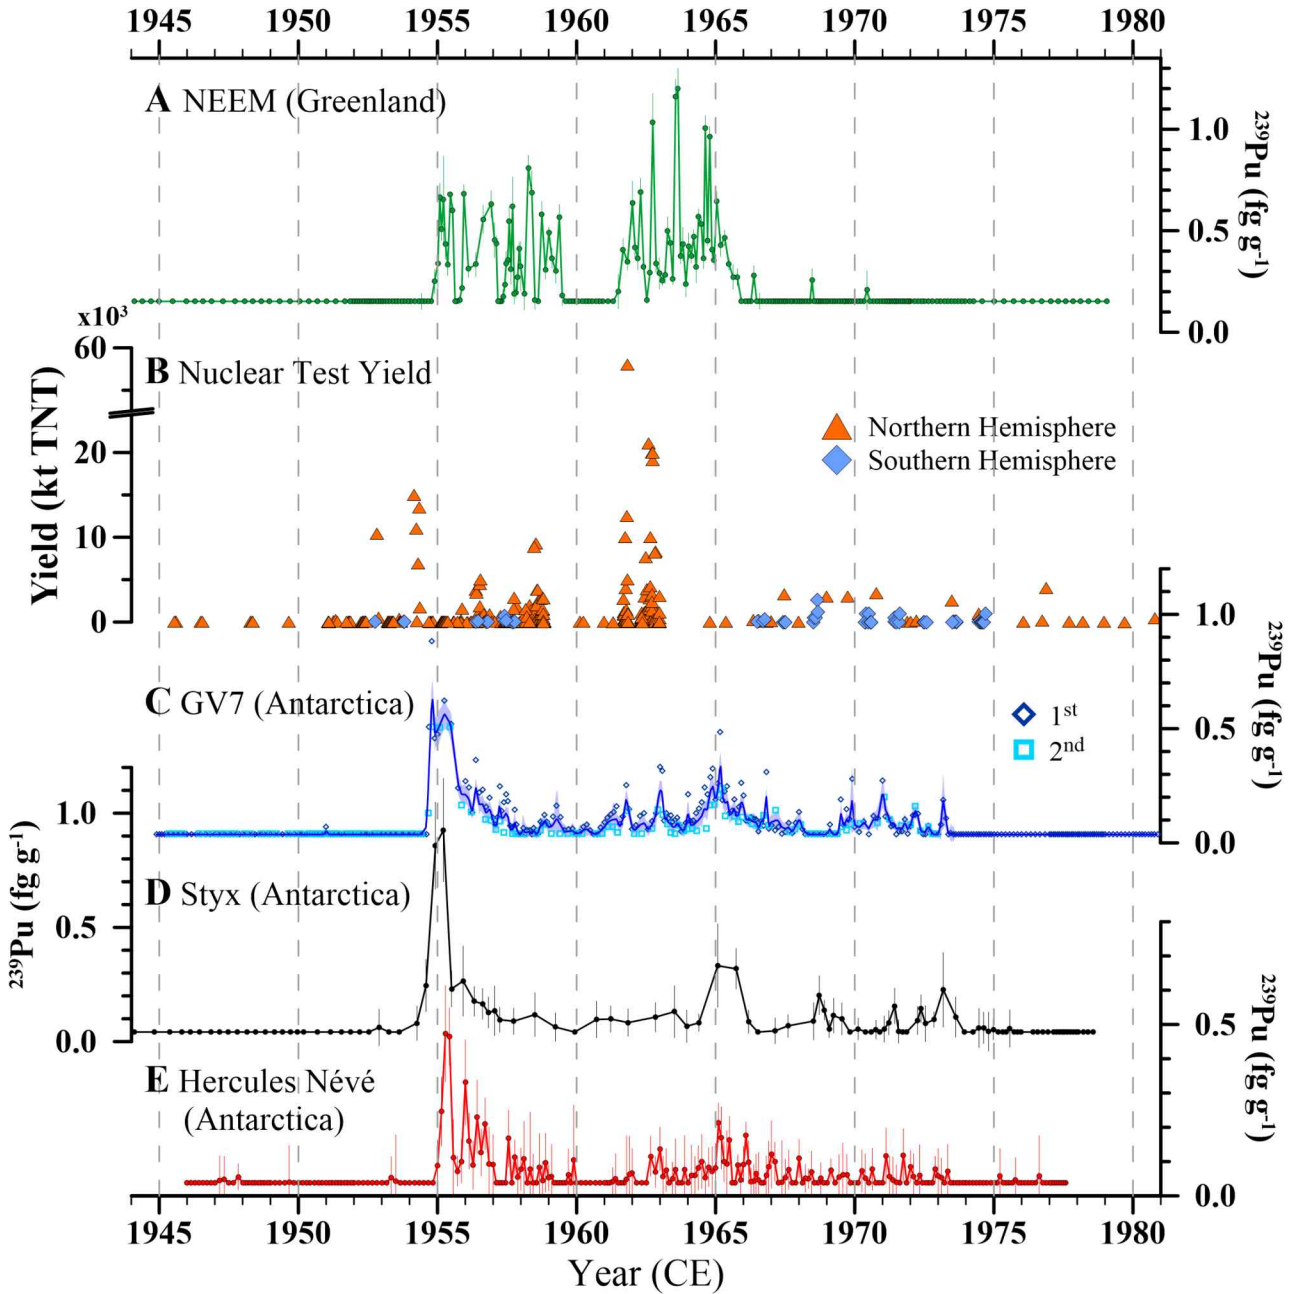 1945 1950 1955 1960 1965 1970 1975 1980
A NEEM (Greenland)
1.0
0.5
0.0
²³⁹Pu (fg g⁻¹)
x10³
60
20
10
0
Yield (kt TNT)
B Nuclear Test Yield
Northern Hemisphere
Southern Hemisphere
1.0
0.5
0.0
²³⁹Pu (fg g⁻¹)
C GV7 (Antarctica)
1ˢᵗ
2ⁿᵈ
1.0
0.5
0.0
²³⁹Pu (fg g⁻¹)
D Styx (Antarctica)
0.5
0.0
²³⁹Pu (fg g⁻¹)
E Hercules Névé
(Antarctica)
1945 1950 1955 1960 1965 1970 1975 1980
Year (CE)